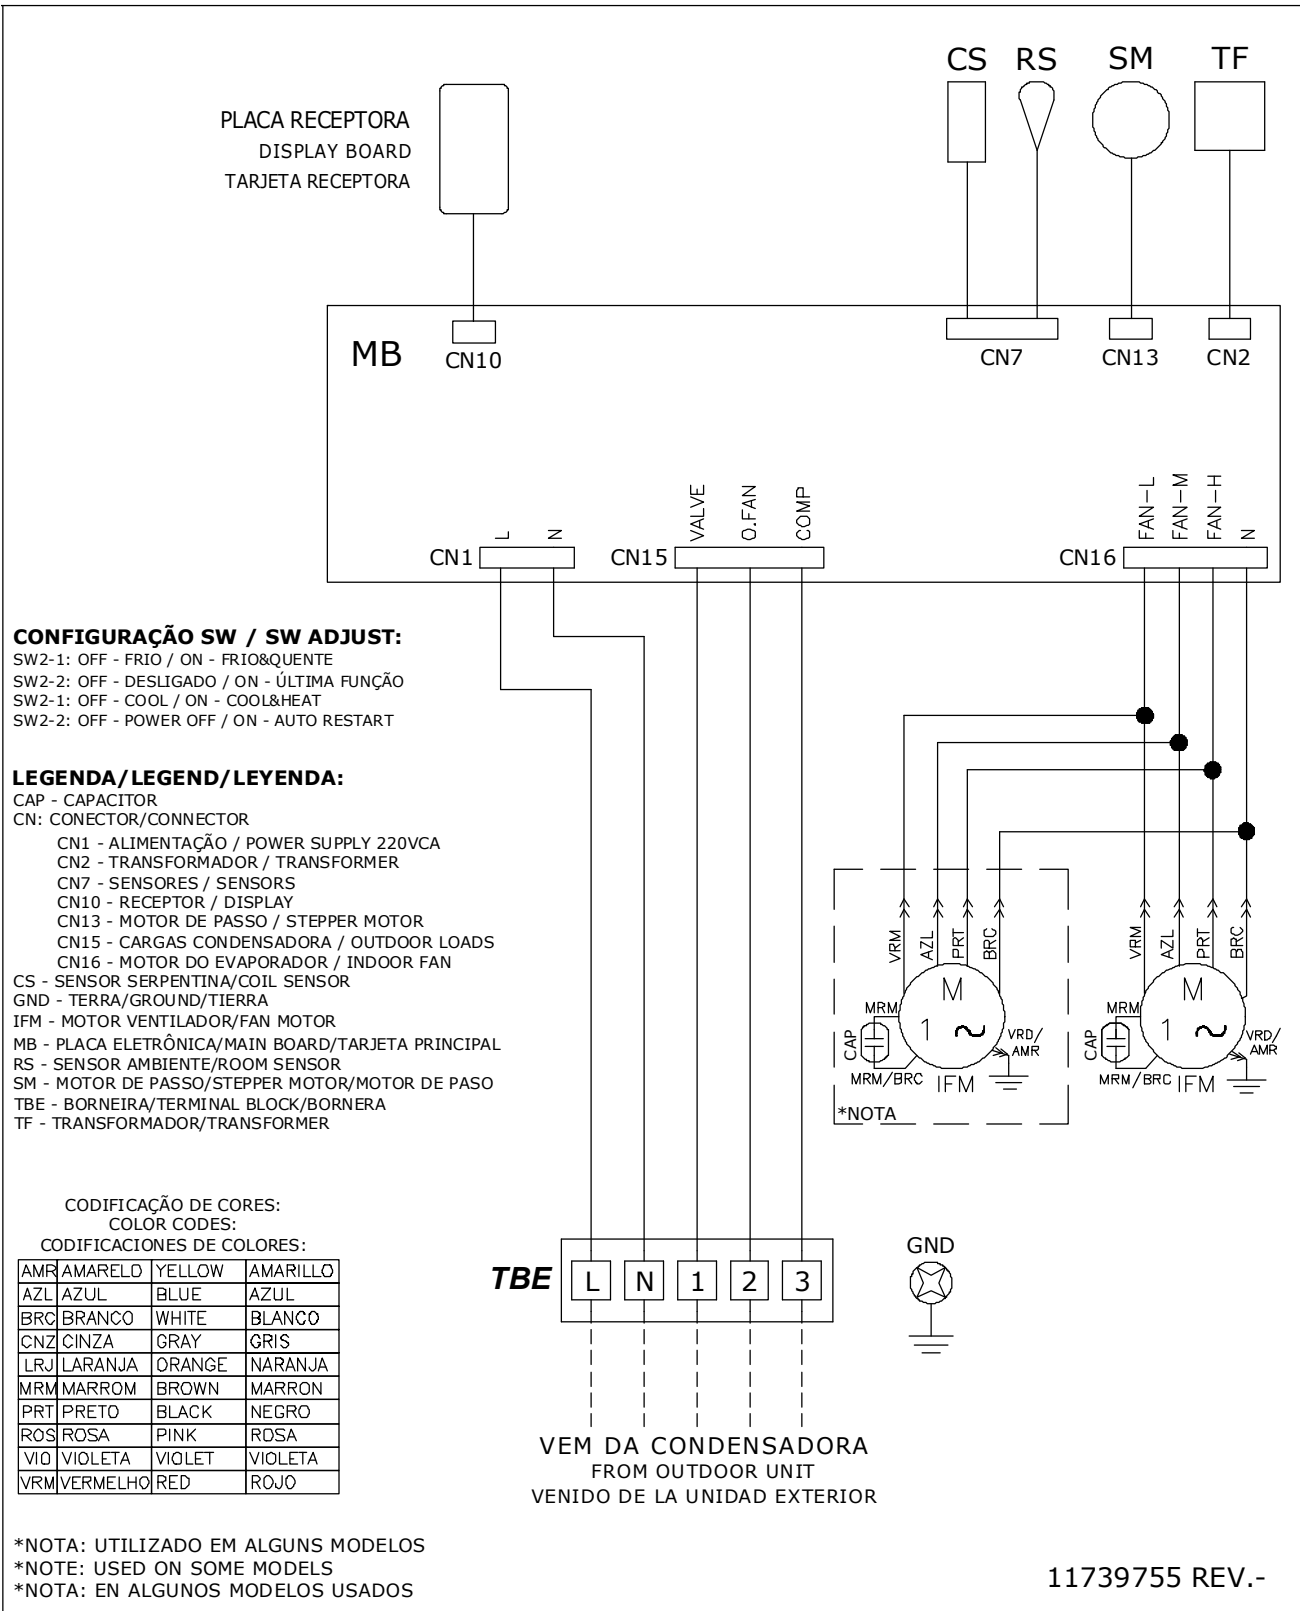 CS RS SM TF
PLACA RECEPTORA
DISPLAY BOARD
TARJETA RECEPTORA
MB
CN10
CN7
CN13
CN2
VALVE
O.FAN
COMP
FAN-L
FAN-M
FAN-H
N
L
N
CN1
CN15
CN16
CONFIGURAÇÃO SW / SW ADJUST:
SW2-1: OFF - FRIO / ON - FRIO&QUENTE
SW2-2: OFF - DESLIGADO / ON - ÚLTIMA FUNÇÃO
SW2-1: OFF - COOL / ON - COOL&HEAT
SW2-2: OFF - POWER OFF / ON - AUTO RESTART
LEGENDA/LEGEND/LEYENDA:
CAP - CAPACITOR
CN: CONECTOR/CONNECTOR
CN1 - ALIMENTAÇÃO / POWER SUPPLY 220VCA
CN2 - TRANSFORMADOR / TRANSFORMER
CN7 - SENSORES / SENSORS
CN10 - RECEPTOR / DISPLAY
CN13 - MOTOR DE PASSO / STEPPER MOTOR
CN15 - CARGAS CONDENSADORA / OUTDOOR LOADS
CN16 - MOTOR DO EVAPORADOR / INDOOR FAN
CS - SENSOR SERPENTINA/COIL SENSOR
GND - TERRA/GROUND/TIERRA
IFM - MOTOR VENTILADOR/FAN MOTOR
MB - PLACA ELETRÔNICA/MAIN BOARD/TARJETA PRINCIPAL
RS - SENSOR AMBIENTE/ROOM SENSOR
SM - MOTOR DE PASSO/STEPPER MOTOR/MOTOR DE PASO
TBE - BORNEIRA/TERMINAL BLOCK/BORNERA
TF - TRANSFORMADOR/TRANSFORMER
VRM
AZL
PRT
BRC
M
1 ~
MRM
CAP
MRM/BRC
IFM
VRD/
AMR
*NOTA
VRM
AZL
PRT
BRC
M
1 ~
MRM
CAP
MRM/BRC
IFM
VRD/
AMR
CODIFICAÇÃO DE CORES:
COLOR CODES:
CODIFICACIONES DE COLORES:
AMR AMARELO YELLOW AMARILLO
AZL AZUL BLUE AZUL
BRC BRANCO WHITE BLANCO
CNZ CINZA GRAY GRIS
LRJ LARANJA ORANGE NARANJA
MRM MARROM BROWN MARRON
PRT PRETO BLACK NEGRO
ROS ROSA PINK ROSA
VIO VIOLETA VIOLET VIOLETA
VRM VERMELHO RED ROJO
TBE L N 1 2 3
GND
VEM DA CONDENSADORA
FROM OUTDOOR UNIT
VENIDO DE LA UNIDAD EXTERIOR
*NOTA: UTILIZADO EM ALGUNS MODELOS
*NOTE: USED ON SOME MODELS
*NOTA: EN ALGUNOS MODELOS USADOS
11739755 REV.-